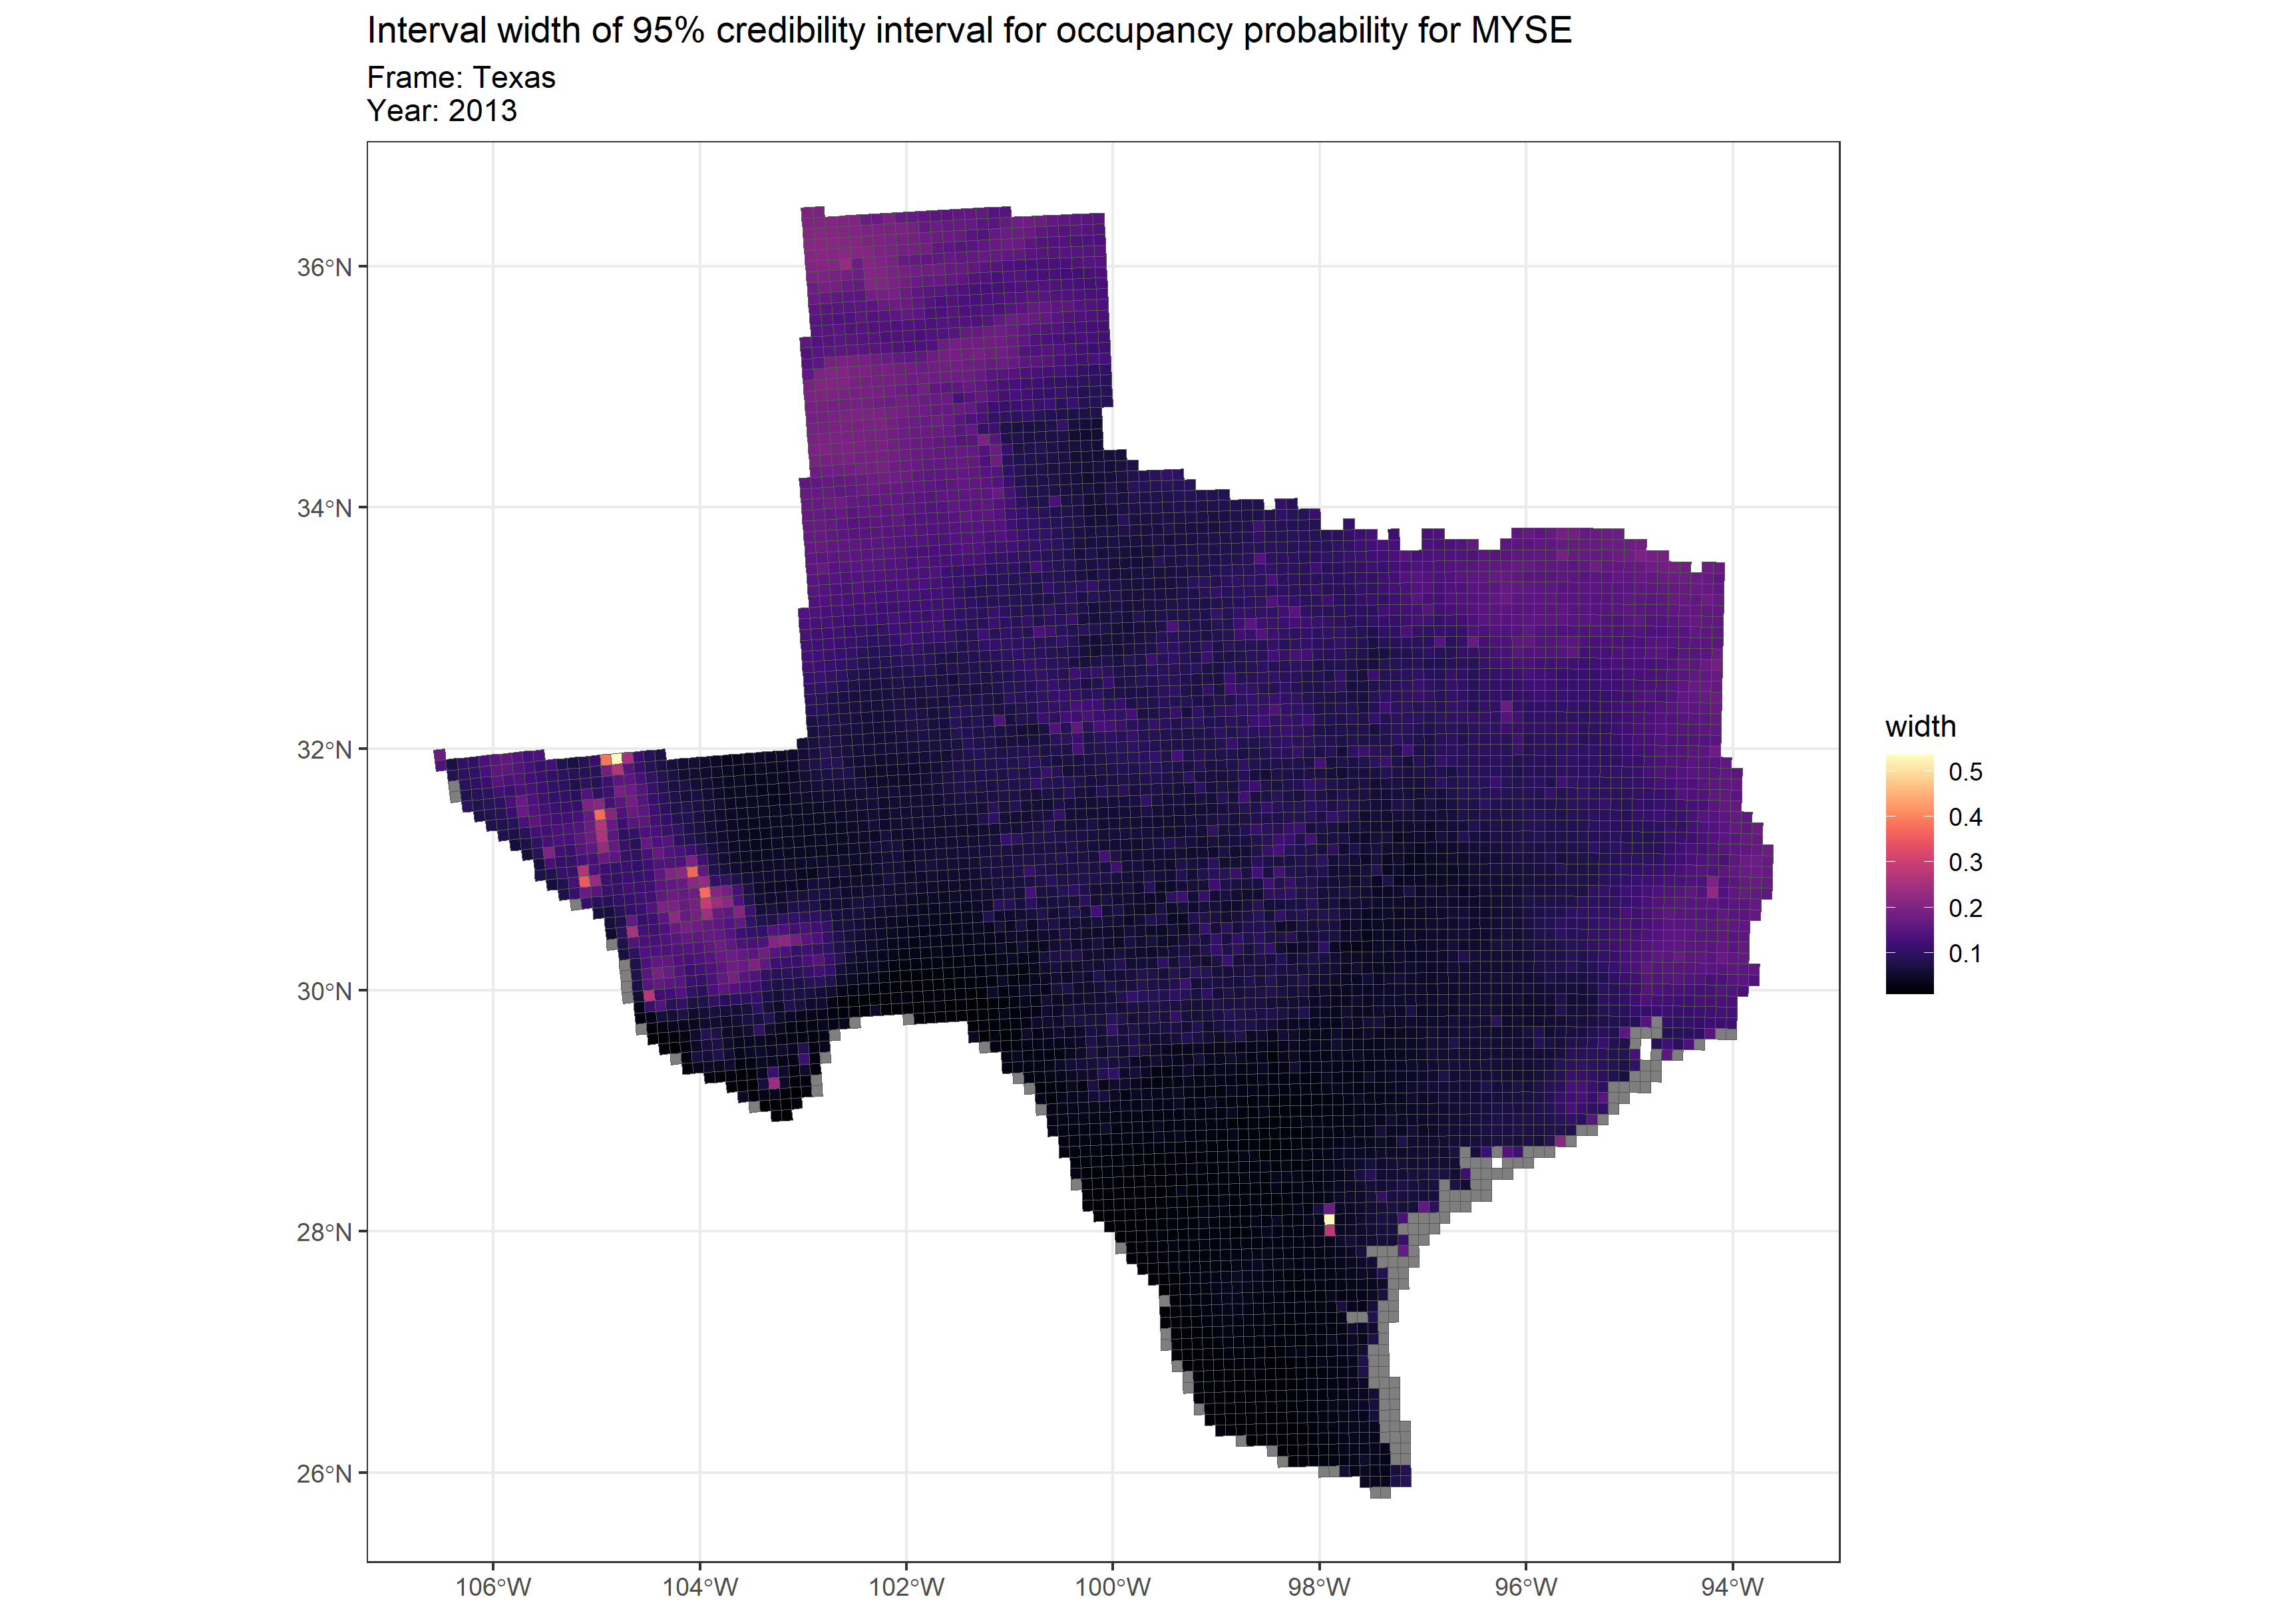 Interval width of 95% credibility interval for occupancy probability for MYSE
Frame: Texas
Year: 2013
36°N
34°N
32°N
30°N
28°N
26°N
106°W
104°W
102°W
100°W
98°W
96°W
94°W
width
0.5
0.4
0.3
0.2
0.1